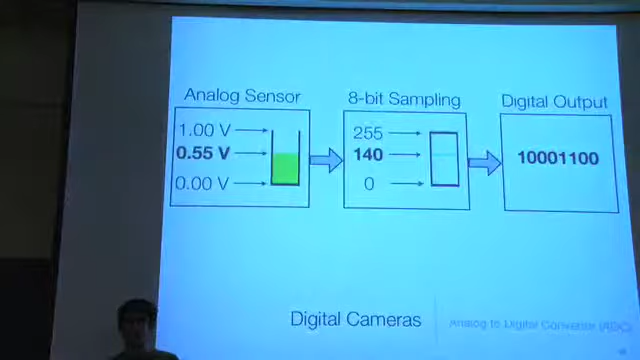 Analog Sensor
1.00 V
0.55 V
0.00 V
8-bit Sampling
255
140
0
Digital Output
10001100
Digital Cameras
Analog to Digital Converter (ADC)